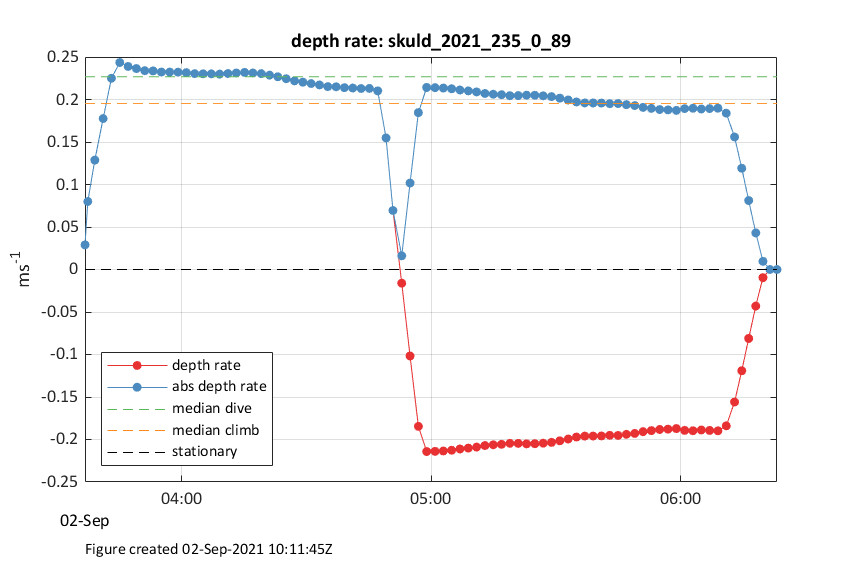 depth rate: skuld_2021_235_0_89
0.25
0.2
0.15
0.1
0.05
0
-0.05
-0.1
-0.15
-0.2
-0.25
ms⁻¹
depth rate
abs depth rate
median dive
median climb
stationary
04:00
05:00
06:00
02-Sep
Figure created 02-Sep-2021 10:11:45Z